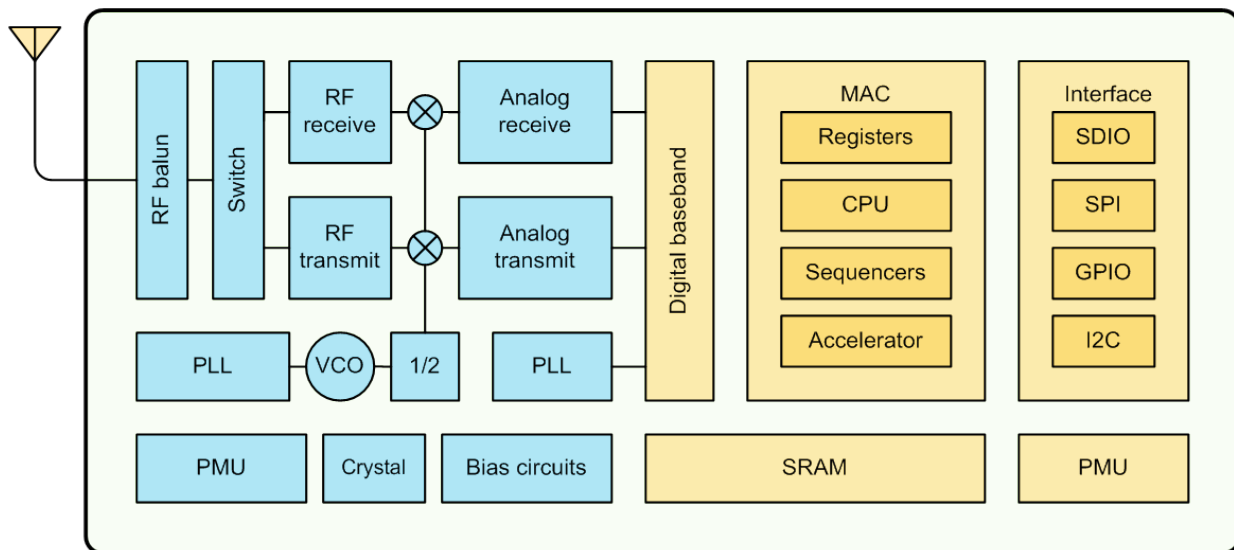 RF balun
Switch
RF
receive
Analog
receive
RF
transmit
Analog
transmit
PLL
VCO
1/2
PLL
Digital baseband
MAC
Registers
CPU
Sequencers
Accelerator
Interface
SDIO
SPI
GPIO
I2C
PMU
Crystal
Bias circuits
SRAM
PMU